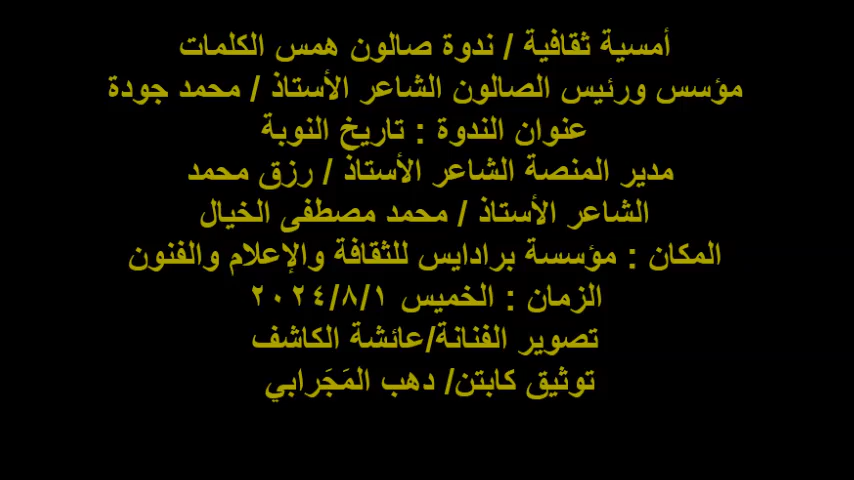 أمسية ثقافية / ندوة صالون همس الكلمات
مؤسس ورئيس الصالون الشاعر الأستاذ / محمد جودة
عنوان الندوة : تاريخ النوبة
مدير المنصة الشاعر الأستاذ / رزق محمد
الشاعر الأستاذ / محمد مصطفى الخيال
المكان : مؤسسة برادايس للثقافة والإعلام والفنون
الزمان : الخميس ٢٠٢٤/٨/١
تصوير الفنانة/عائشة الكاشف
توثيق كابتن/ دهب المَجَرابي